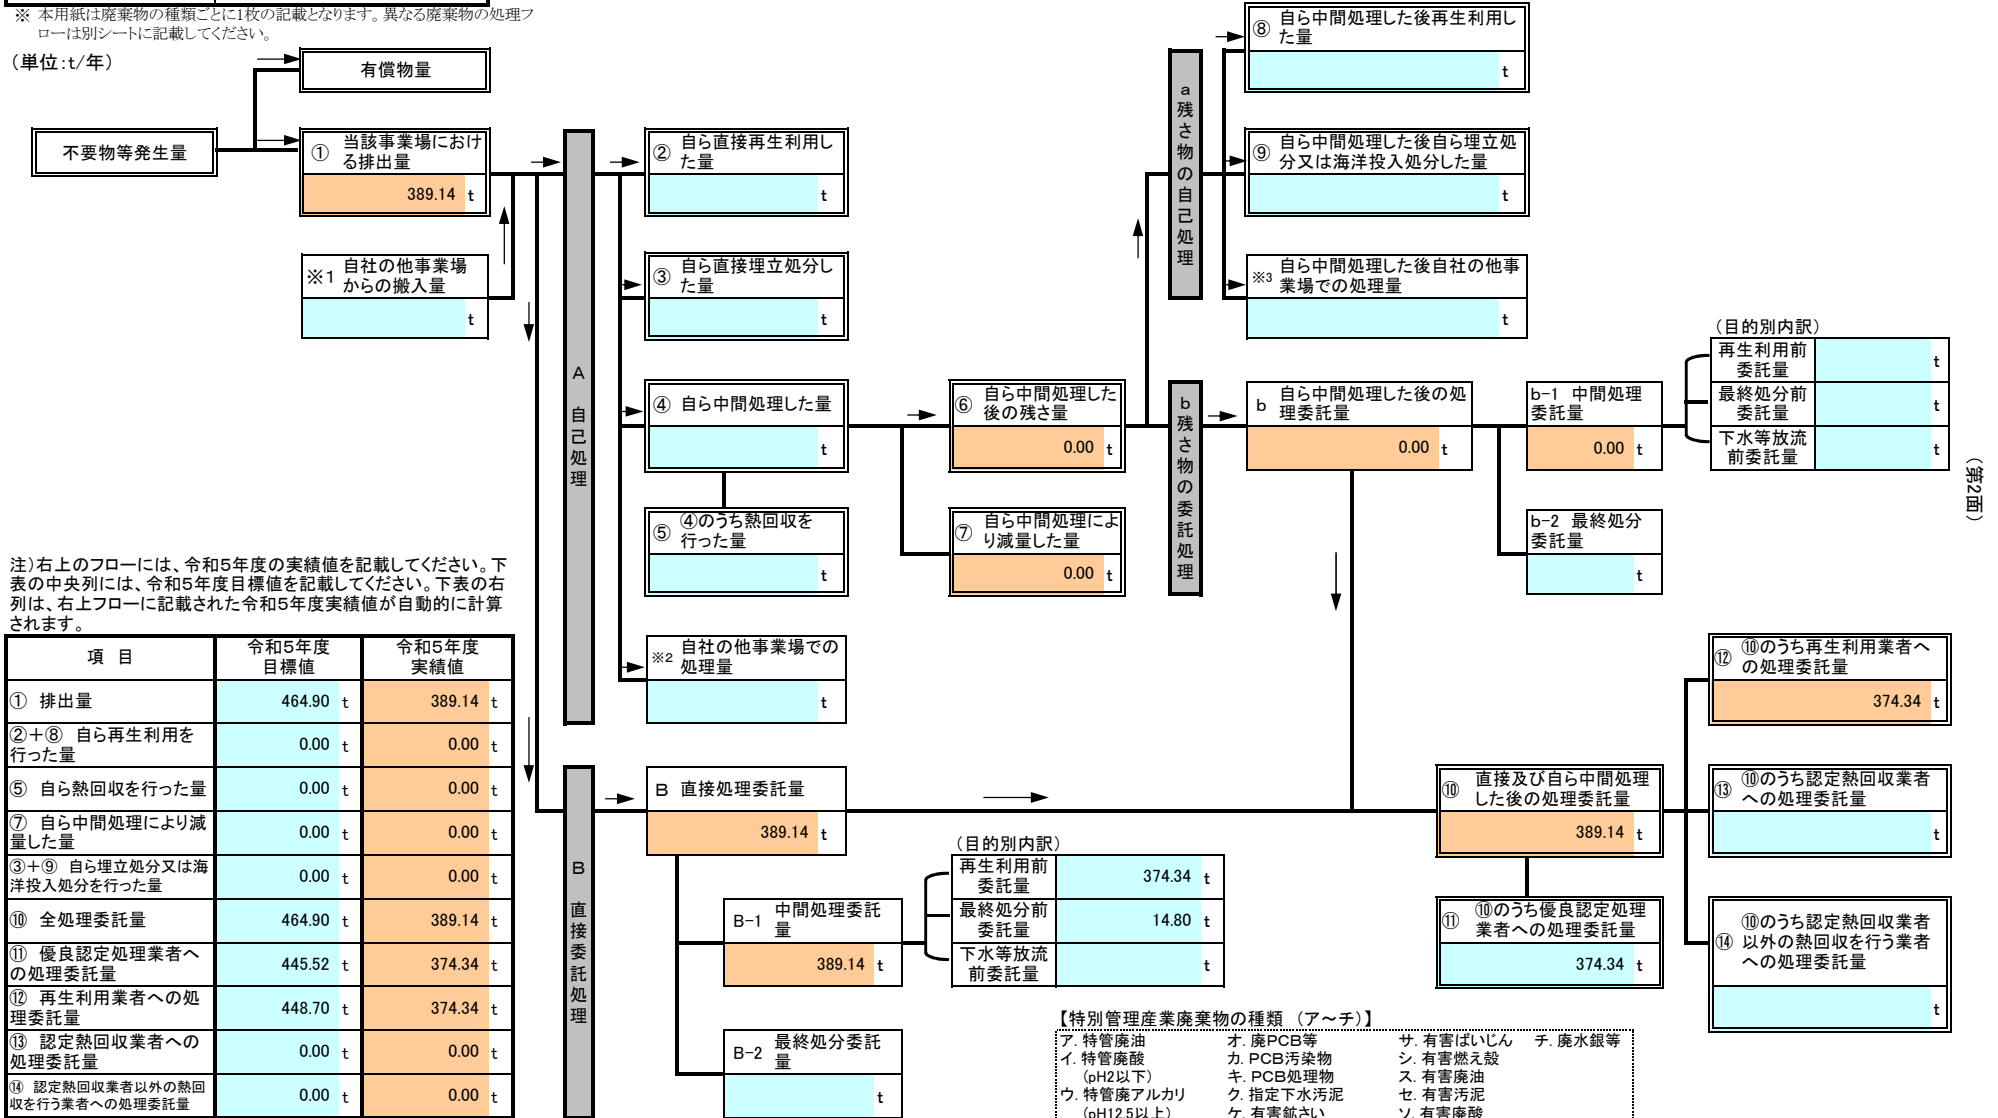 ※ 本用紙は廃棄物の種類ごとに1枚の記載となります。異なる廃棄物の処理フ
ローは別シートに記載してください。
(単位:t/年)
有償物量
不要物等発生量
① 当該事業場におけ
る排出量
389.14 t
※1 自社の他事業場
からの搬入量
t
A 自己処理
② 自ら直接再生利用し
た量
t
③ 自ら直接埋立処分し
た量
t
④ 自ら中間処理した量
t
⑤ ④のうち熱回収を
行った量
t
※2 自社の他事業場での
処理量
t
⑥ 自ら中間処理した
後の残さ量
0.00 t
⑦ 自ら中間処理によ
り減量した量
0.00 t
a残さ物の自己処理
⑧ 自ら中間処理した後再生利用し
た量
t
⑨ 自ら中間処理した後自ら埋立処
分又は海洋投入処分した量
t
※3 自ら中間処理した後自社の他事
業場での処理量
t
b残さ物の委託処理
b 自ら中間処理した後の処
理委託量
0.00 t
b-1 中間処理
委託量
0.00 t
b-2 最終処分
委託量
t
(目的別内訳)
再生利用前
委託量 t
最終処分前
委託量 t
下水等放流
前委託量 t
(第2面)
注)右上のフローには、令和5年度の実績値を記載してください。下
表の中央列には、令和5年度目標値を記載してください。下表の右
列は、右上フローに記載された令和5年度実績値が自動的に計算
されます。
項 目 令和5年度
目標値 令和5年度
実績値
① 排出量 464.90 t 389.14 t
②+⑧ 自ら再生利用を
行った量 0.00 t 0.00 t
⑤ 自ら熱回収を行った量 0.00 t 0.00 t
⑦ 自ら中間処理により減
量した量 0.00 t 0.00 t
③+⑨ 自ら埋立処分又は海
洋投入処分を行った量 0.00 t 0.00 t
⑩ 全処理委託量 464.90 t 389.14 t
⑪ 優良認定処理業者へ
の処理委託量 445.52 t 374.34 t
⑫ 再生利用業者への処
理委託量 448.70 t 374.34 t
⑬ 認定熱回収業者への
処理委託量 0.00 t 0.00 t
⑭ 認定熱回収業者以外の熱回
収を行う業者への処理委託量 0.00 t 0.00 t
B 直接委託処理
B 直接処理委託量
389.14 t
B-1 中間処理委託
量
389.14 t
B-2 最終処分委託
量
t
(目的別内訳)
再生利用前
委託量 374.34 t
最終処分前
委託量 14.80 t
下水等放流
前委託量 t
⑩ 直接及び自ら中間処理
した後の処理委託量
389.14 t
⑪ ⑩のうち優良認定処理
業者への処理委託量
374.34 t
⑫ ⑩のうち再生利用業者へ
の処理委託量
374.34 t
⑬ ⑩のうち認定熱回収業者
への処理委託量
t
⑭ ⑩のうち認定熱回収業者
以外の熱回収を行う業者
への処理委託量
t
【特別管理産業廃棄物の種類 (ア~チ)】
ア. 特管廃油 オ. 廃PCB等 サ. 有害ばいじん チ. 廃水銀等
イ. 特管廃酸 カ. PCB汚染物 シ. 有害燃え殻
(pH2以下) キ. PCB処理物 ス. 有害廃油
ウ. 特管廃アルカリ ク. 指定下水汚泥 セ. 有害汚泥
(pH12.5以上) ケ. 有害鉱さい ソ. 有害廃酸